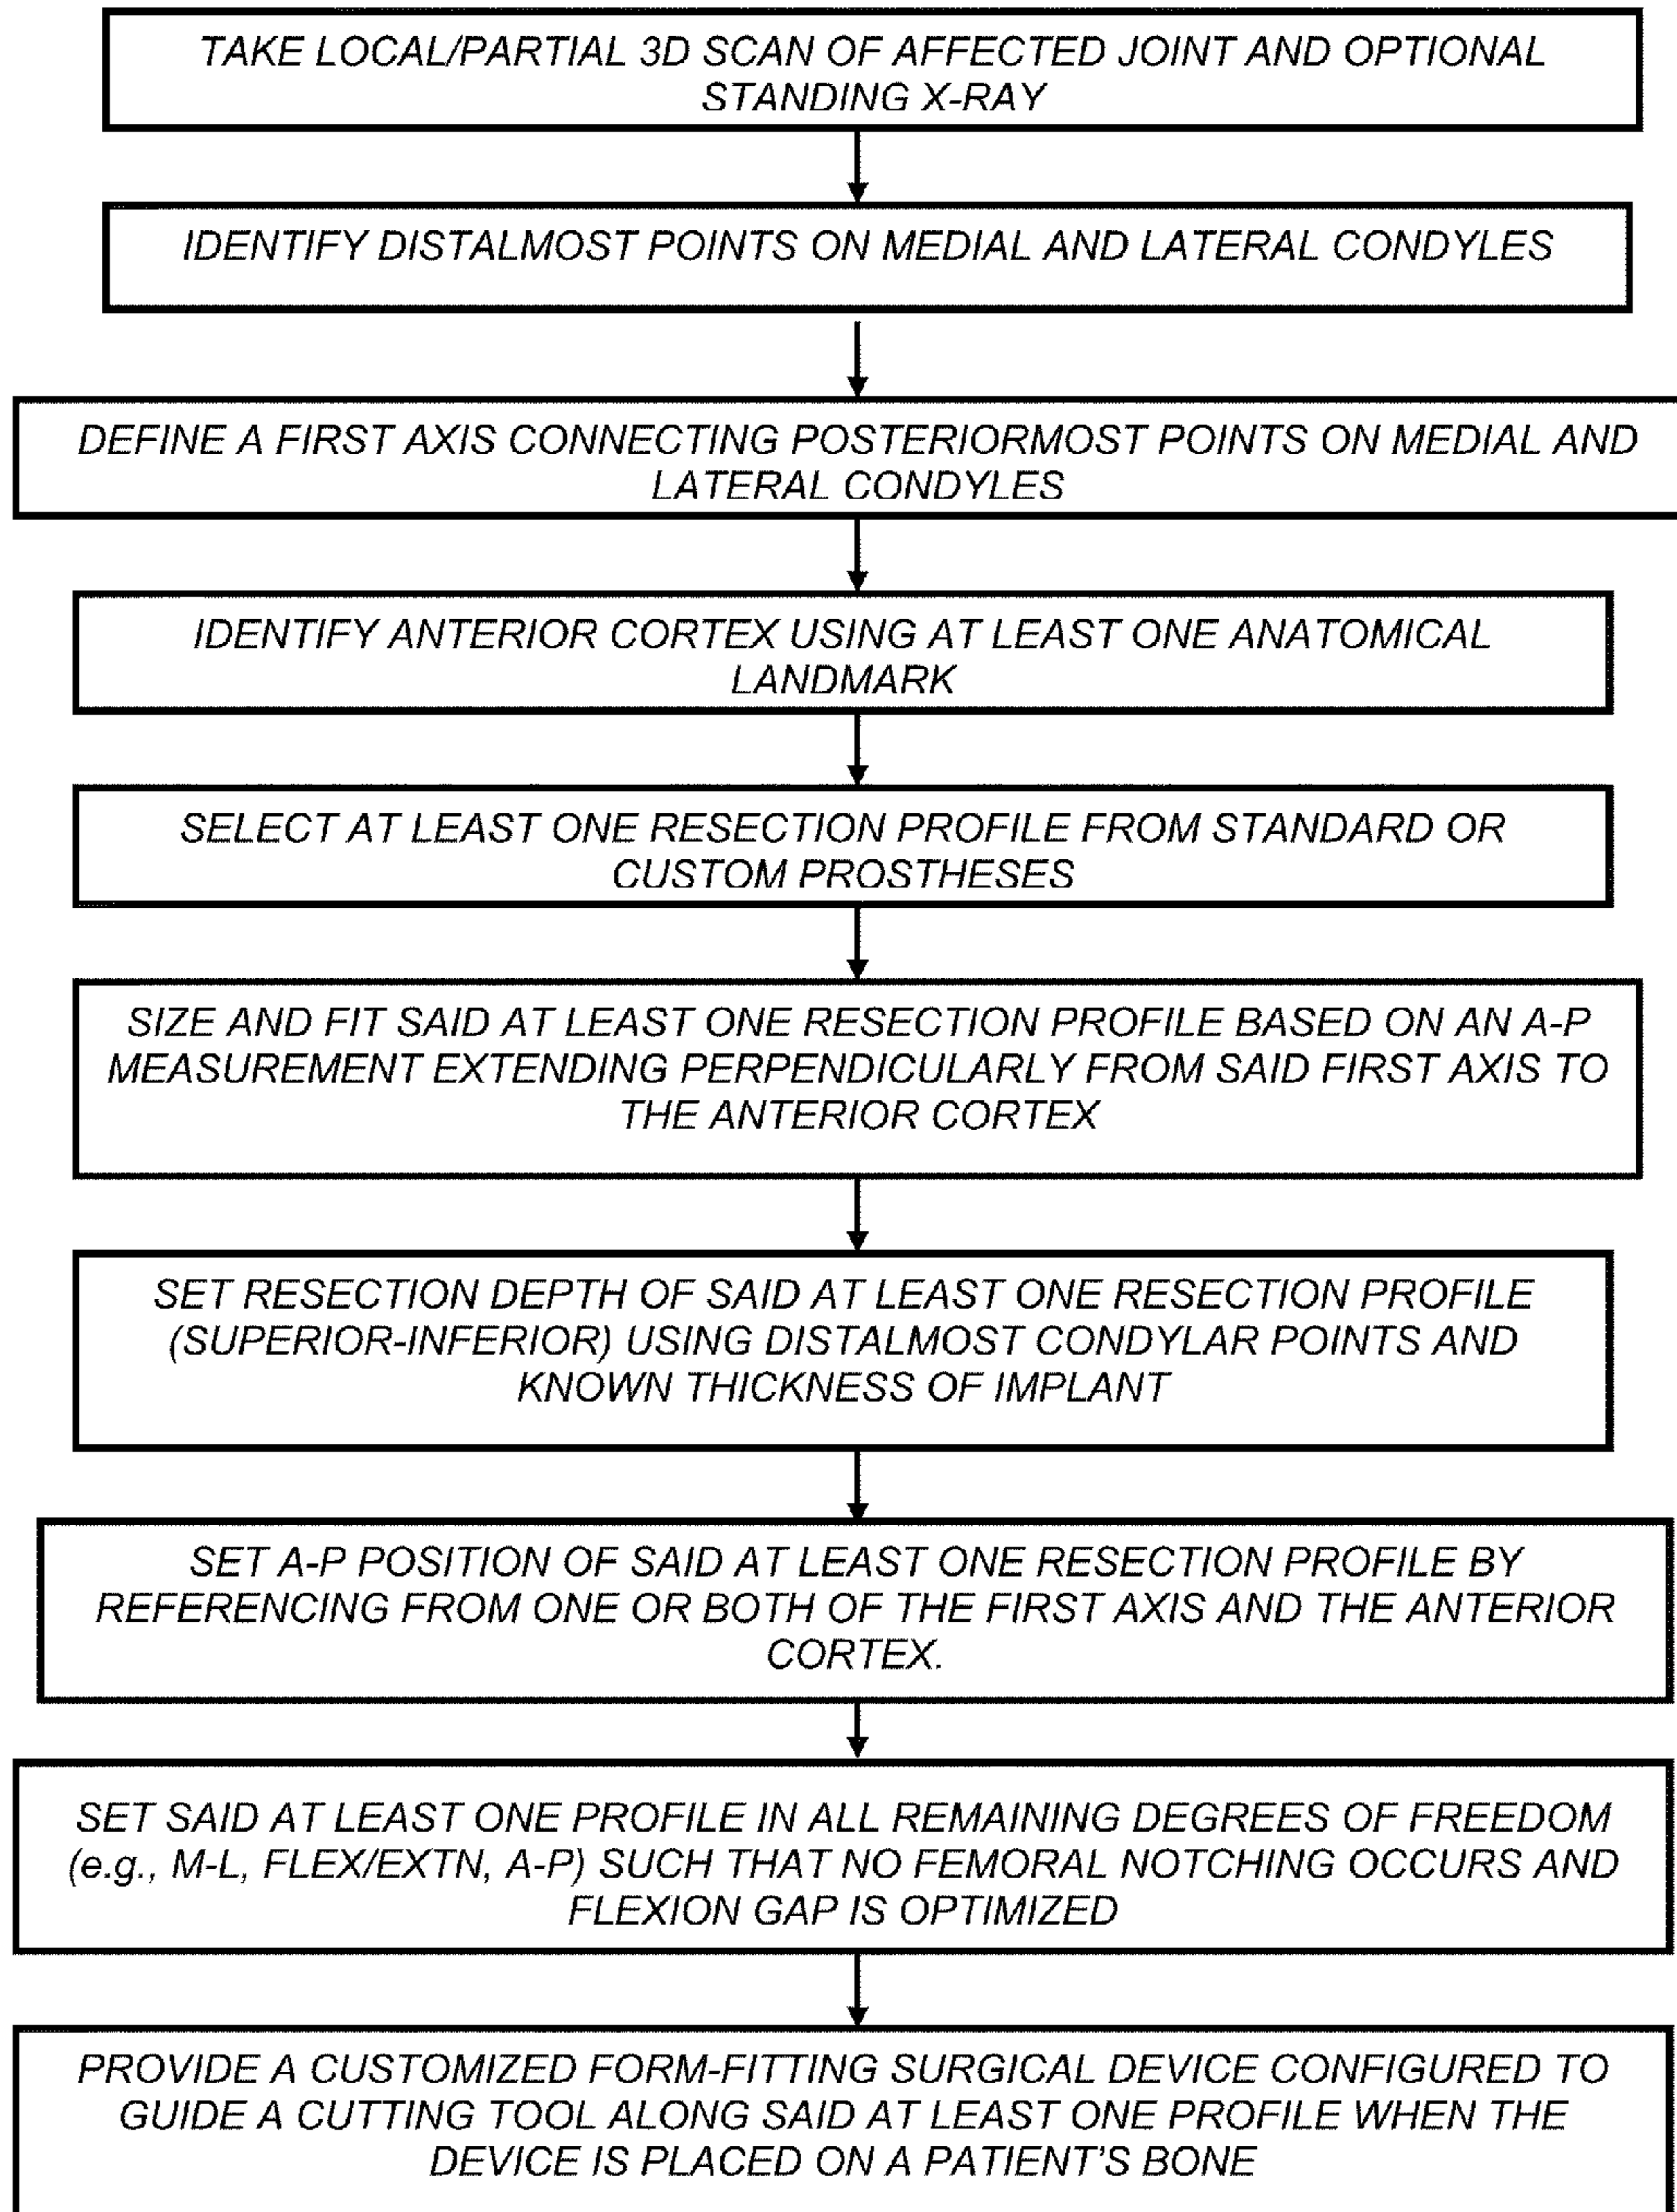 TAKE LOCAL/PARTIAL 3D SCAN OF AFFECTED JOINT AND OPTIONAL
STANDING X-RAY
IDENTIFY DISTALMOST POINTS ON MEDIAL AND LATERAL CONDYLES
DEFINE A FIRST AXIS CONNECTING POSTERIORMOST POINTS ON MEDIAL AND
LATERAL CONDYLES
IDENTIFY ANTERIOR CORTEX USING AT LEAST ONE ANATOMICAL
LANDMARK
SELECT AT LEAST ONE RESECTION PROFILE FROM STANDARD OR
CUSTOM PROSTHESES
SIZE AND FIT SAID AT LEAST ONE RESECTION PROFILE BASED ON AN A-P
MEASUREMENT EXTENDING PERPENDICULARLY FROM SAID FIRST AXIS TO
THE ANTERIOR CORTEX
SET RESECTION DEPTH OF SAID AT LEAST ONE RESECTION PROFILE
(SUPERIOR-INFERIOR) USING DISTALMOST CONDYLAR POINTS AND
KNOWN THICKNESS OF IMPLANT
SET A-P POSITION OF SAID AT LEAST ONE RESECTION PROFILE BY
REFERENCING FROM ONE OR BOTH OF THE FIRST AXIS AND THE ANTERIOR
CORTEX.
SET SAID AT LEAST ONE PROFILE IN ALL REMAINING DEGREES OF FREEDOM
(e.g., M-L, FLEX/EXTN, A-P) SUCH THAT NO FEMORAL NOTCHING OCCURS AND
FLEXION GAP IS OPTIMIZED
PROVIDE A CUSTOMIZED FORM-FITTING SURGICAL DEVICE CONFIGURED TO
GUIDE A CUTTING TOOL ALONG SAID AT LEAST ONE PROFILE WHEN THE
DEVICE IS PLACED ON A PATIENT'S BONE